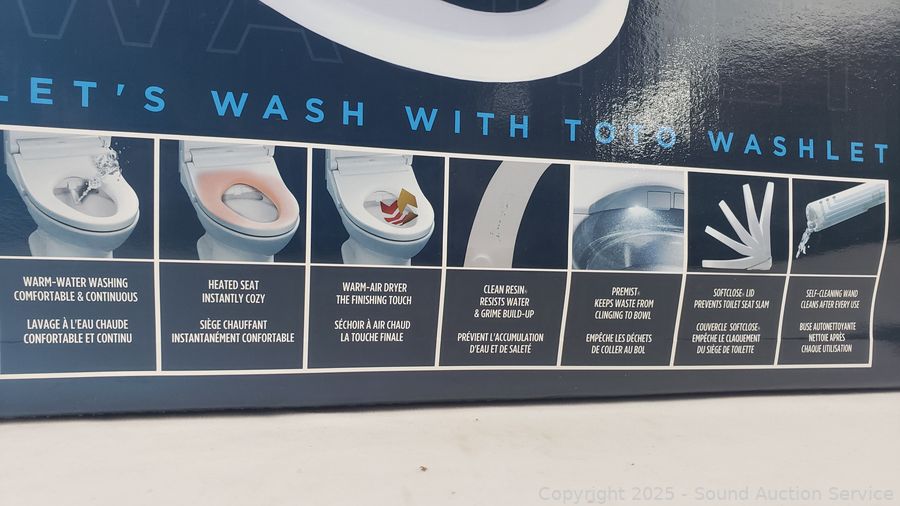 LET'S WASH WITH TOTO WASHLET
WARM-WATER WASHING
COMFORTABLE & CONTINUOUS
LAVAGE À L'EAU CHAUDE
CONFORTABLE ET CONTINU
HEATED SEAT
INSTANTLY COZY
SIÈGE CHAUFFANT
INSTANTANÉMENT CONFORTABLE
WARM-AIR DRYER
THE FINISHING TOUCH
SÉCHOIR À AIR CHAUD
LA TOUCHE FINALE
CLEAN RESIN®
RESISTS WATER
& GRIME BUILD-UP
PRÉVIENT L'ACCUMULATION
D'EAU ET DE SALETÉ
PREMIST®
KEEPS WASTE FROM
CLINGING TO BOWL
EMPÊCHE LES DÉCHETS
DE COLLER AU BOL
SOFTCLOSE® LID
PREVENTS TOILET SEAT SLAM
COUVERCLE SOFTCLOSE®
EMPÊCHE LE CLAQUEMENT
DU SIÈGE DE TOILETTE
SELF-CLEANING WAND
CLEANS AFTER EVERY USE
BUSE AUTONETTOYANTE
NETTOIE APRÈS
CHAQUE UTILISATION
Copyright 2025 - Sound Auction Service